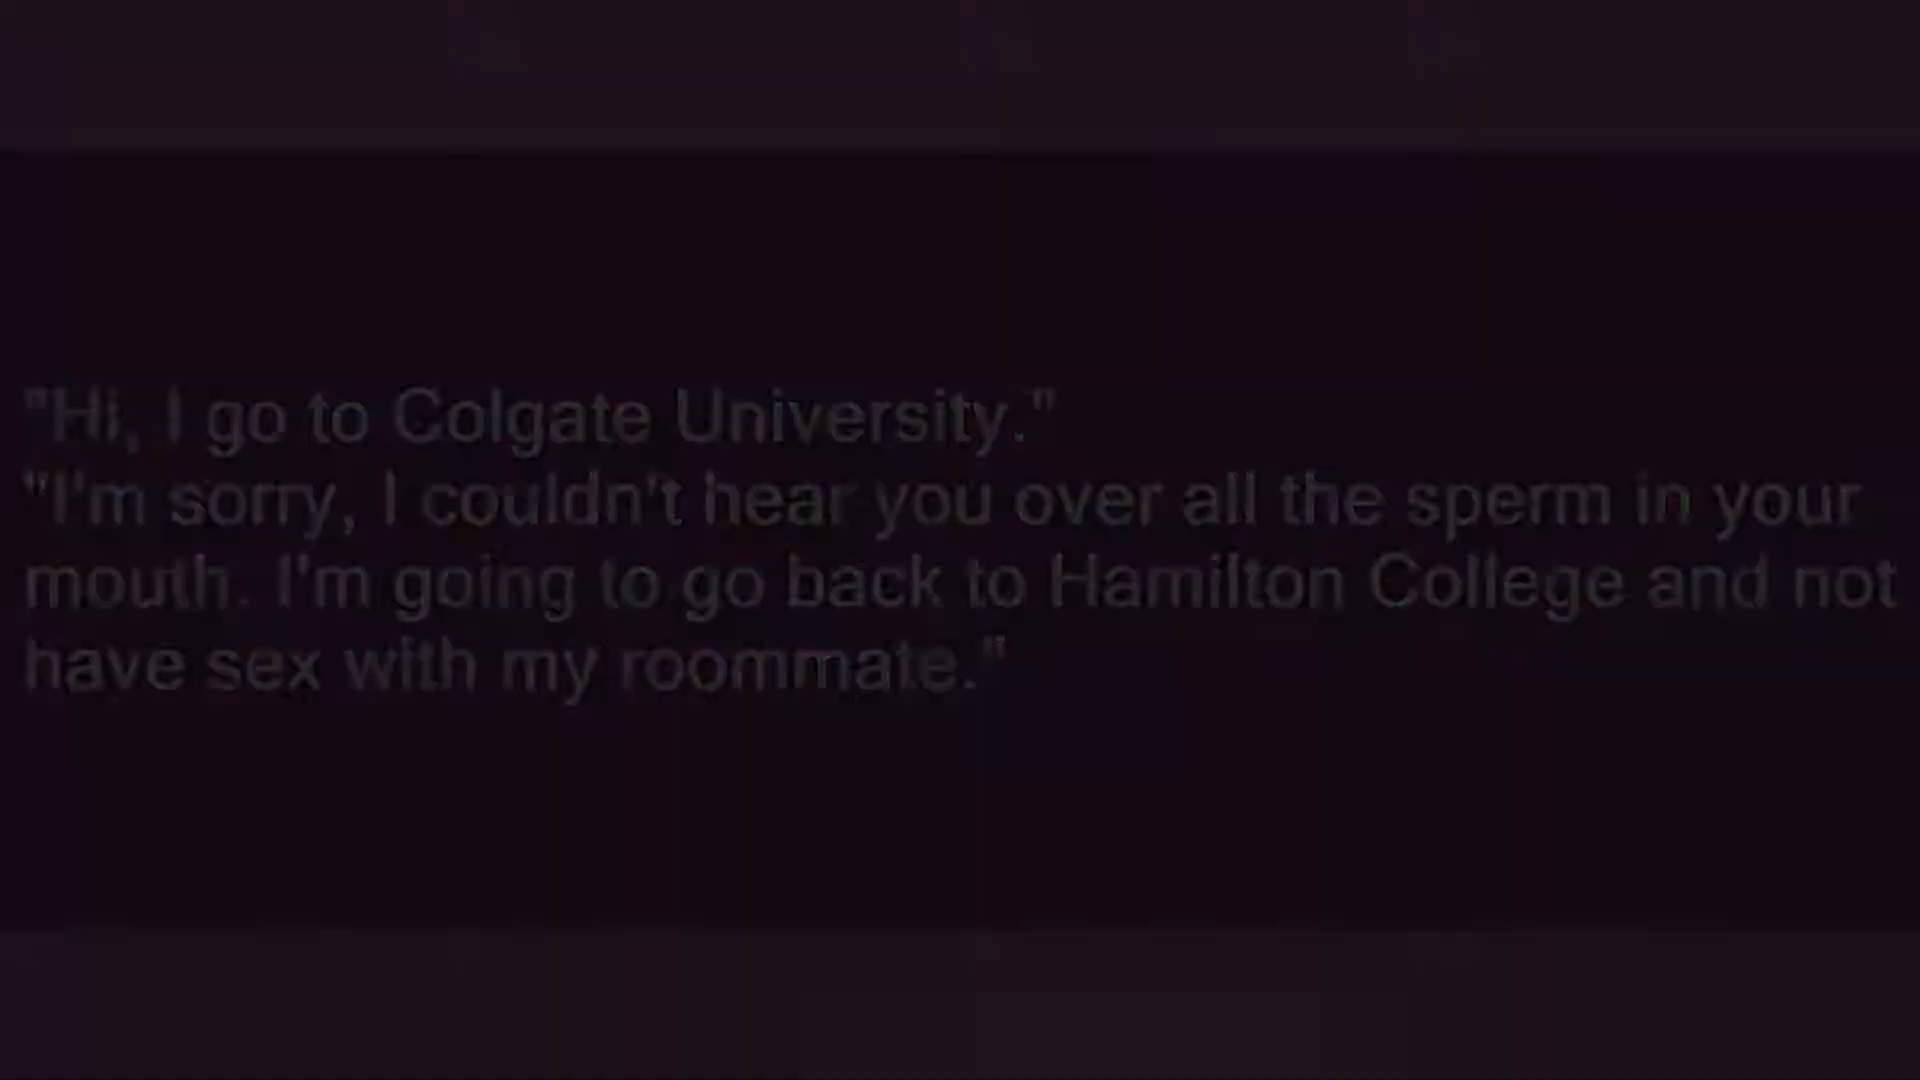 "Hi, I go to Colgate University."
"I'm sorry, I couldn't hear you over all the sperm in your
mouth. I'm going to go back to Hamilton College and not
have sex with my roommate."